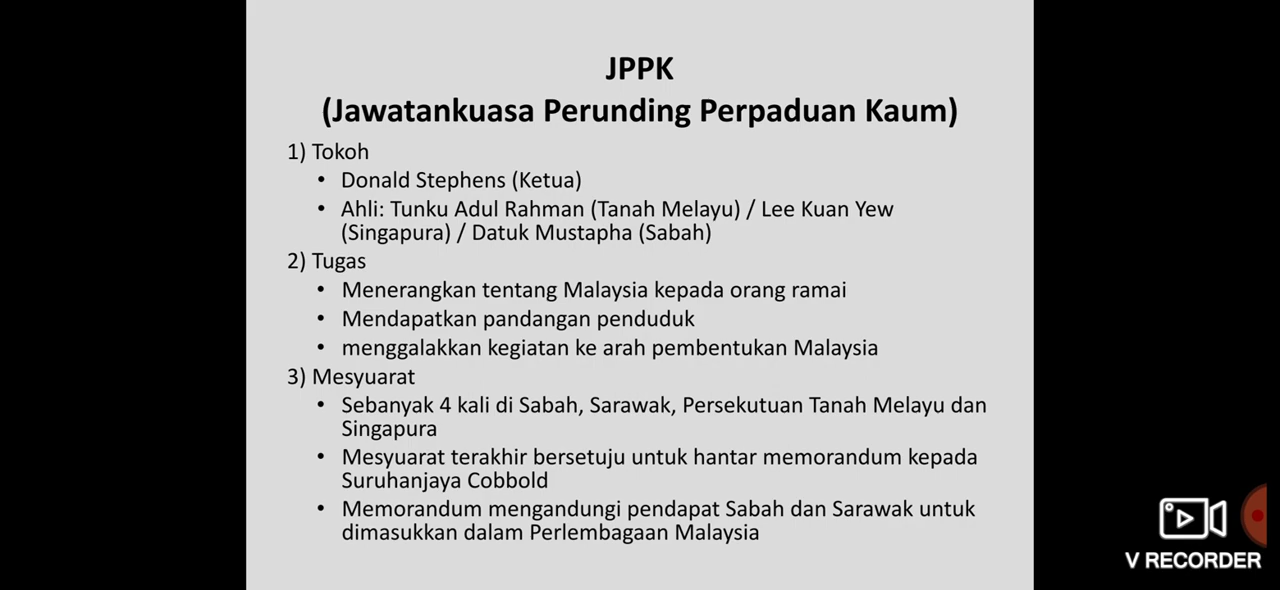 JPPK
(Jawatankuasa Perunding Perpaduan Kaum)
1) Tokoh
• Donald Stephens (Ketua)
• Ahli: Tunku Adul Rahman (Tanah Melayu) / Lee Kuan Yew
(Singapura) / Datuk Mustapha (Sabah)
2) Tugas
• Menerangkan tentang Malaysia kepada orang ramai
• Mendapatkan pandangan penduduk
• menggalakkan kegiatan ke arah pembentukan Malaysia
3) Mesyuarat
• Sebanyak 4 kali di Sabah, Sarawak, Persekutuan Tanah Melayu dan
Singapura
• Mesyuarat terakhir bersetuju untuk hantar memorandum kepada
Suruhanjaya Cobbold
• Memorandum mengandungi pendapat Sabah dan Sarawak untuk
dimasukkan dalam Perlembagaan Malaysia
V RECORDER